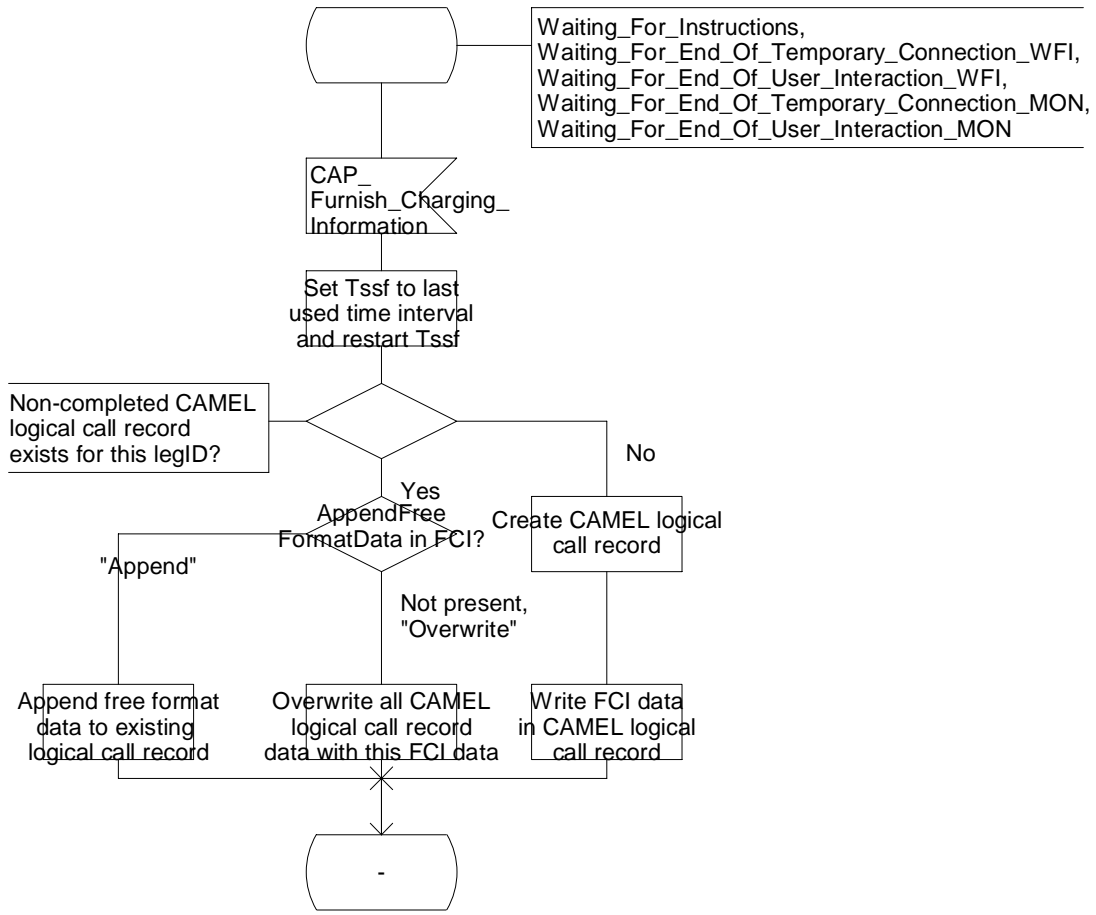 Waiting_For_Instructions,
Waiting_For_End_Of_Temporary_Connection_WFI,
Waiting_For_End_Of_User_Interaction_WFI,
Waiting_For_End_Of_Temporary_Connection_MON,
Waiting_For_End_Of_User_Interaction_MON
CAP_
Furnish_Charging_
Information
Set Tssf to last
used time interval
and restart Tssf
Non-completed CAMEL
logical call record
exists for this legID?
No
Yes
AppendFree
FormatData in FCI?
Create CAMEL logical
call record
"Append"
Not present,
"Overwrite"
Append free format
data to existing
logical call record
Overwrite all CAMEL
logical call record
data with this FCI data
Write FCI data
in CAMEL logical
call record
-